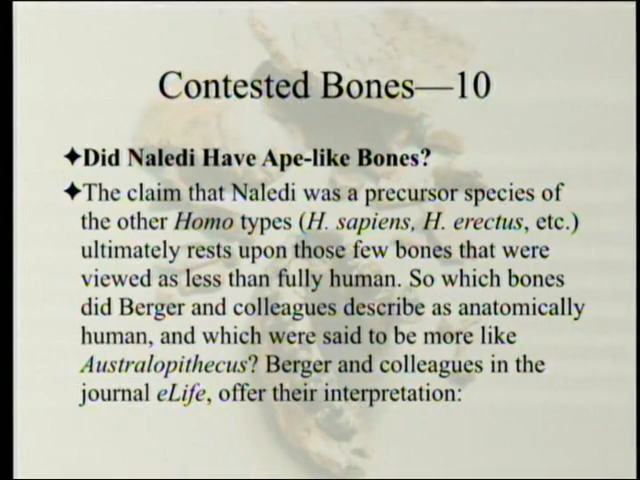 Contested Bones—10
✦Did Naledi Have Ape-like Bones?
✦The claim that Naledi was a precursor species of
the other Homo types (H. sapiens, H. erectus, etc.)
ultimately rests upon those few bones that were
viewed as less than fully human. So which bones
did Berger and colleagues describe as anatomically
human, and which were said to be more like
Australopithecus? Berger and colleagues in the
journal eLife, offer their interpretation: